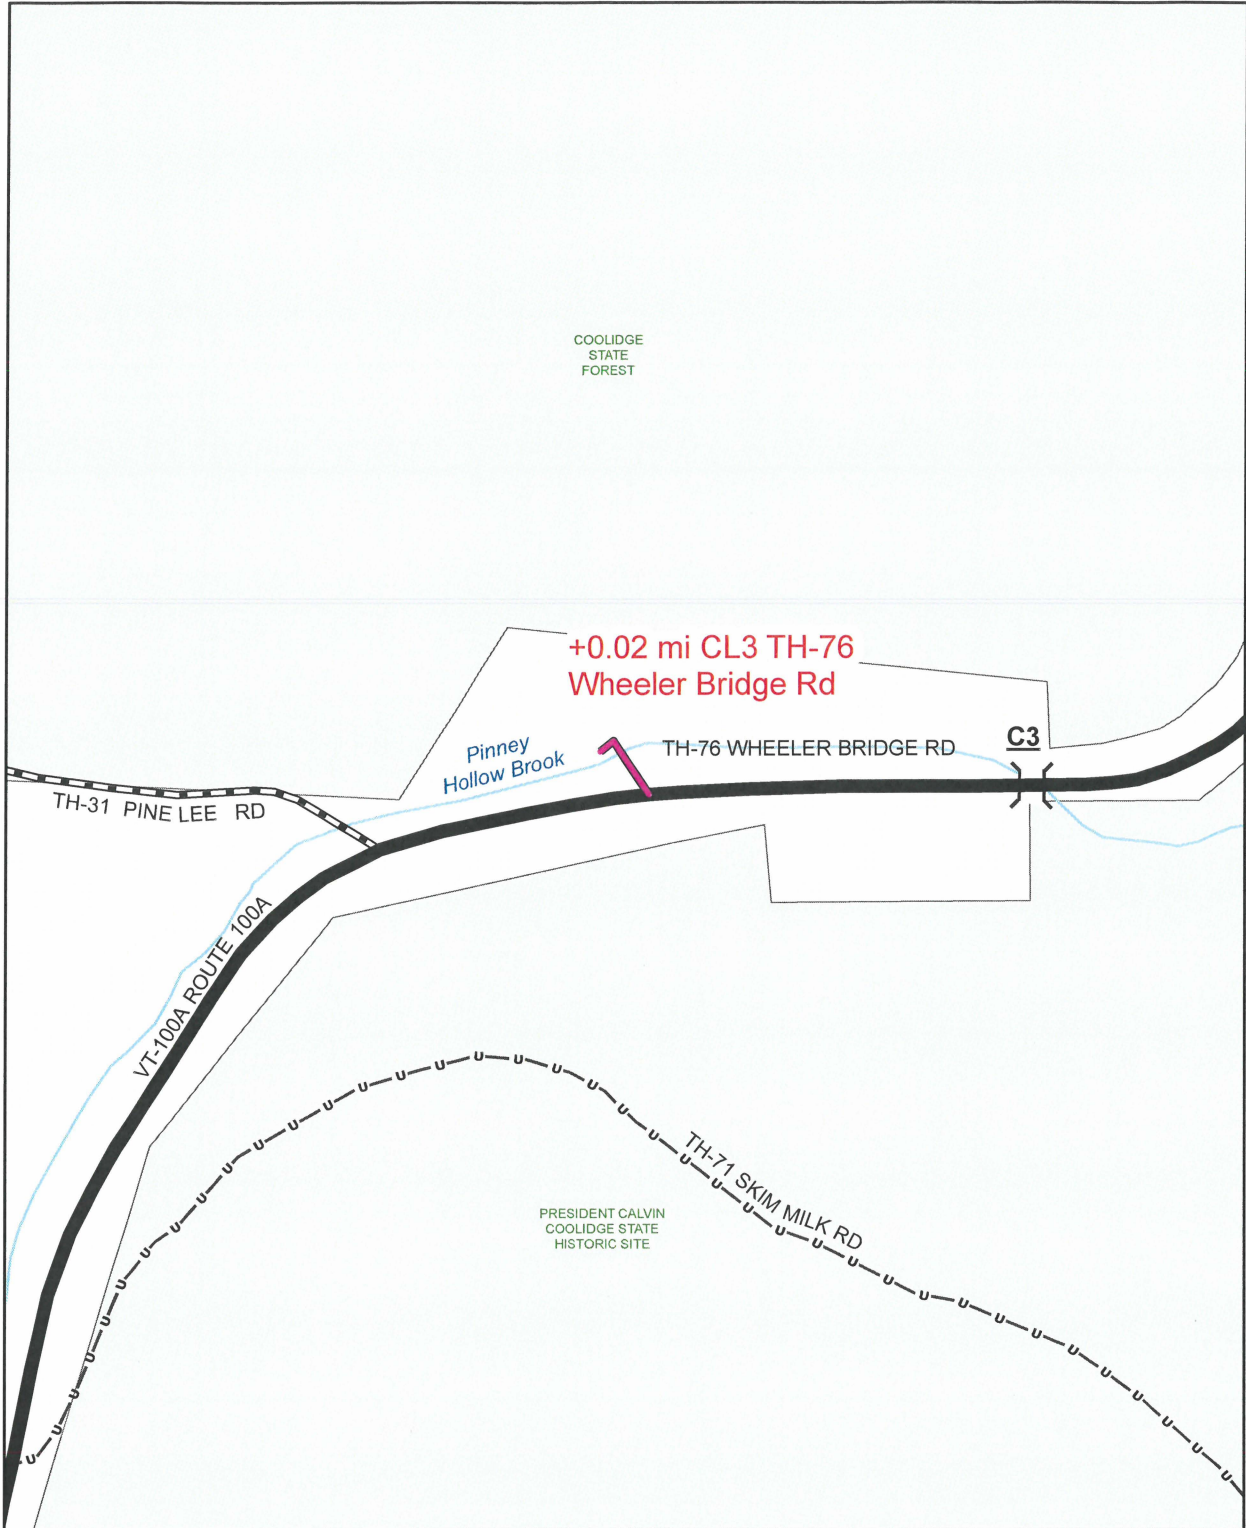 COOLIDGE
STATE
FOREST
+0.02 mi CL3 TH-76
Wheeler Bridge Rd
Pinney
Hollow Brook
TH-76 WHEELER BRIDGE RD
C3
TH-31 PINE LEE RD
VT-100A ROUTE 100A
TH-71 SKIM MILK RD
PRESIDENT CALVIN
COOLIDGE STATE
HISTORIC SITE